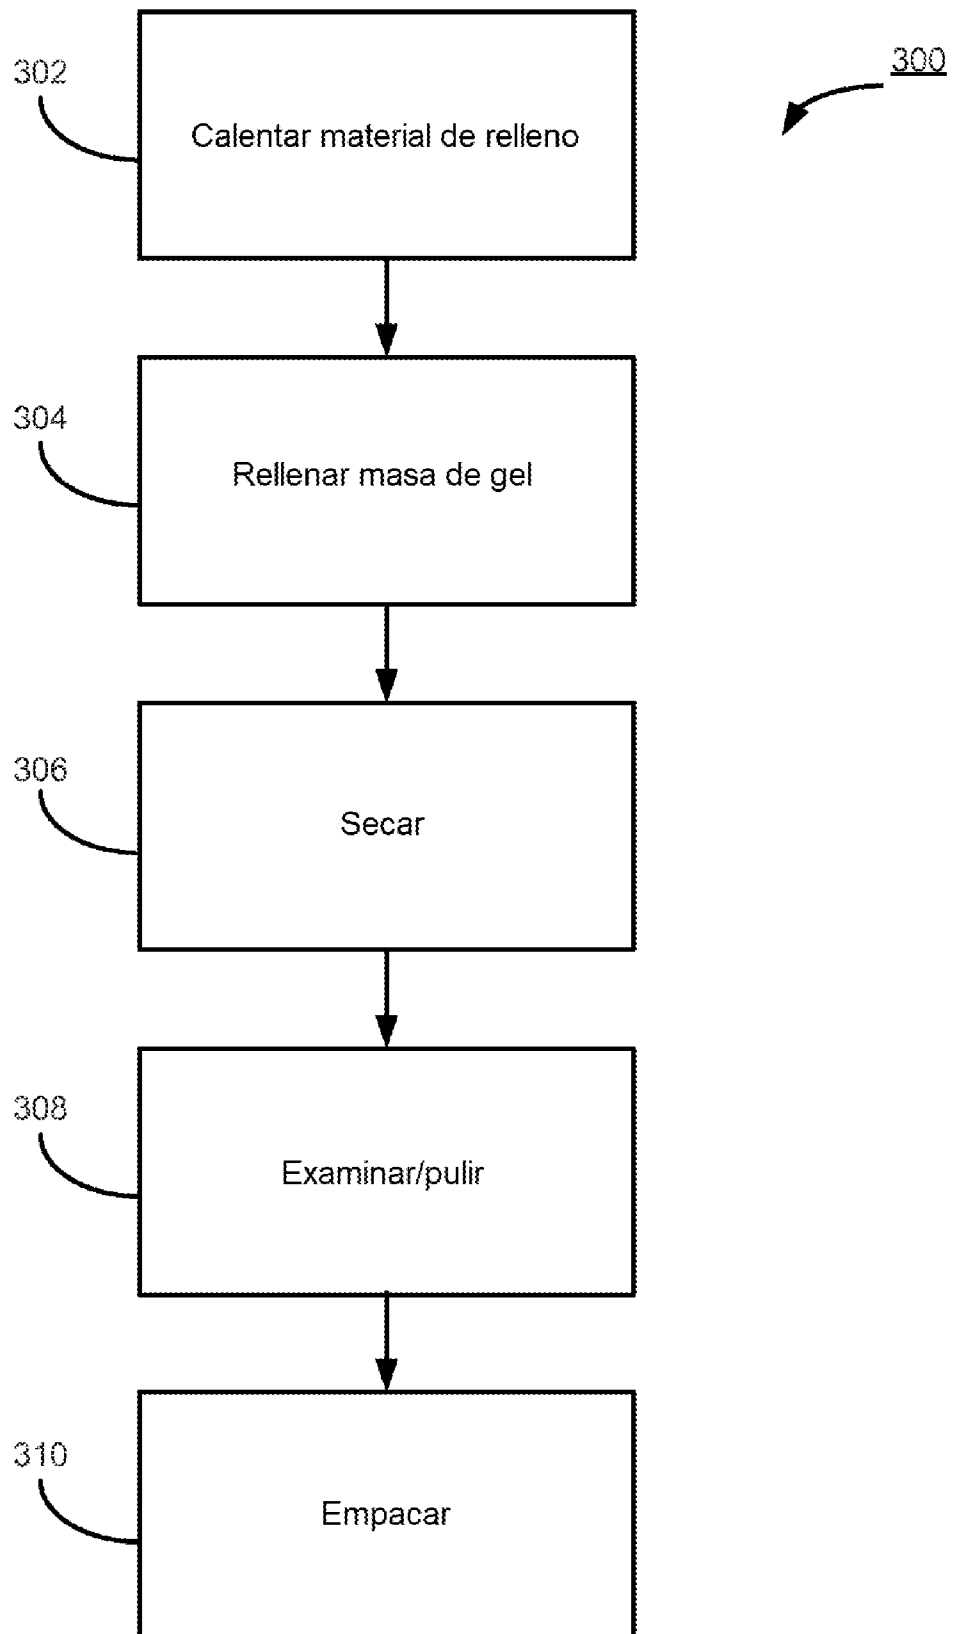 300
302
Calentar material de relleno
304
Rellenar masa de gel
306
Secar
308
Examinar/pulir
310
Empacar